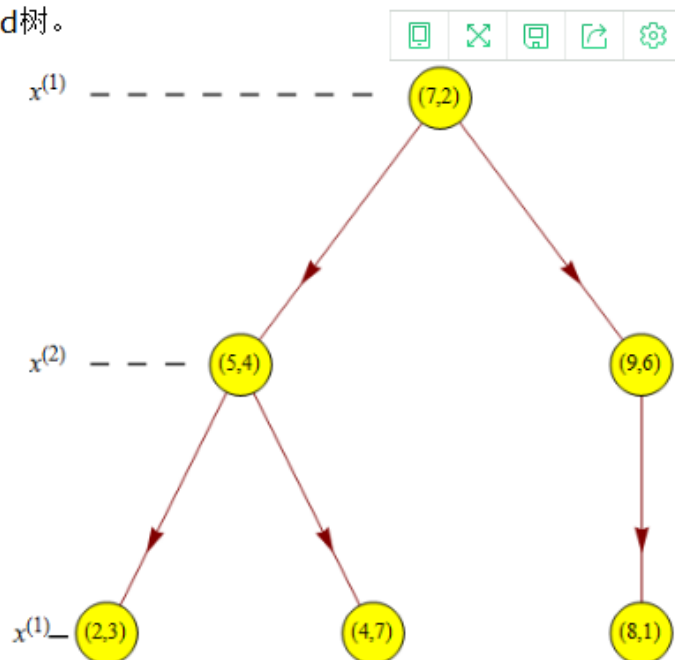 d树。
x(1)
(7,2)
x(2)
(5,4)
(9,6)
x(1)
(2,3)
(4,7)
(8,1)